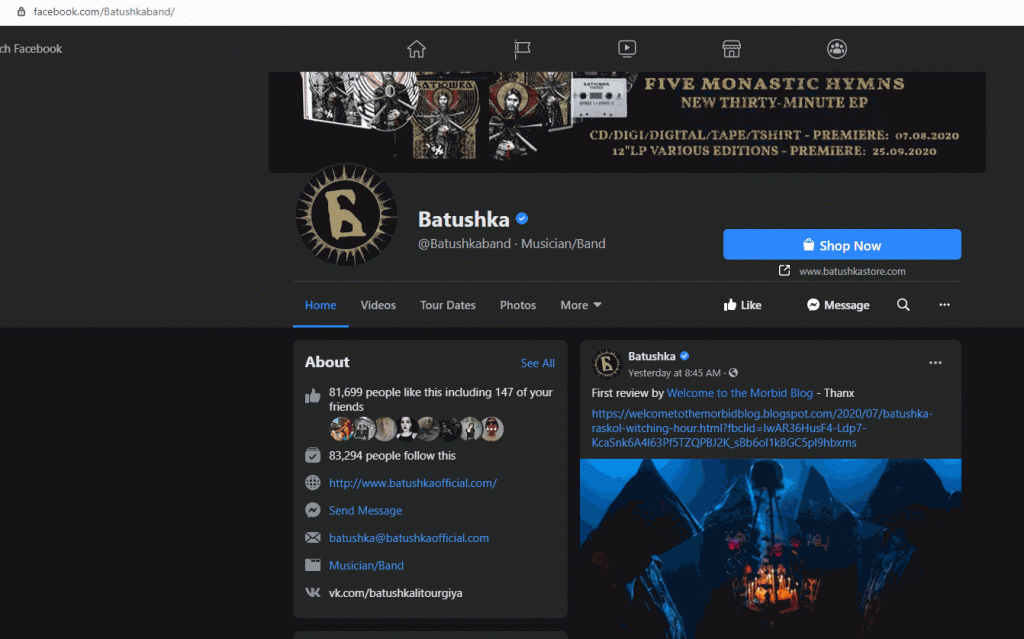 facebook.com/Batushkaband/
ch Facebook
БАТЮШКА
FIVE MONASTIC HYMNS
NEW THIRTY-MINUTE EP
CD/DIGI/DIGITAL/TAPE/TSHIRT - PREMIERE: 07.08.2020
12"LP VARIOUS EDITIONS - PREMIERE: 25.09.2020
Б
Batushka
@Batushkaband · Musician/Band
Shop Now
www.batushkastore.com
Home Videos Tour Dates Photos More Like Message
About See All
81,699 people like this including 147 of your
friends
83,294 people follow this
http://www.batushkaofficial.com/
Send Message
batushka@batushkaofficial.com
Musician/Band
vk.com/batushkalitourgiya
Batushka
Yesterday at 8:45 AM ·
First review by Welcome to the Morbid Blog - Thanx
https://welcometothemorbidblog.blogspot.com/2020/07/batushka-
raskol-witching-hour.html?fbclid=IwAR36HusF4-Ldp7-
KcaSnk6A4I63Pf5TZQPBJ2K_sBb6ol1kBGC5pI9hbxms